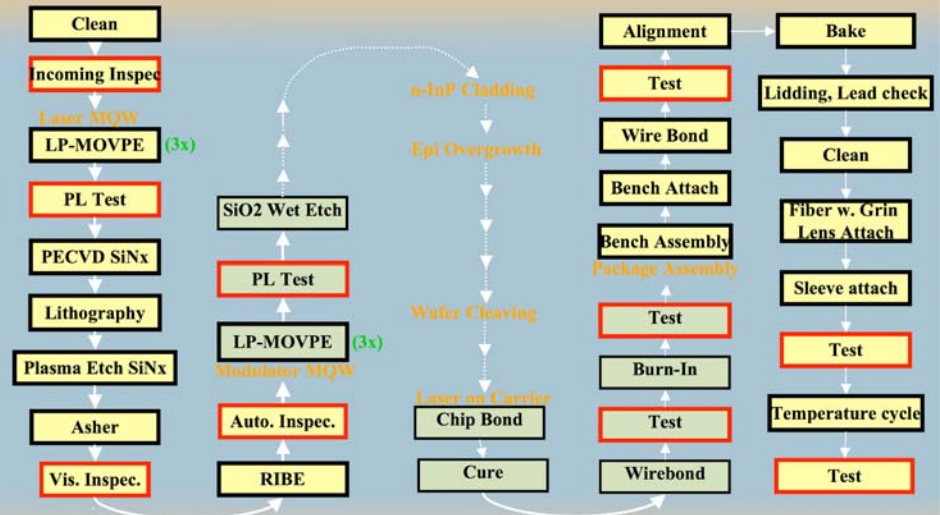 Clean
Incoming Inspec
Laser MQW
LP-MOVPE (3x)
PL Test
PECVD SiNx
Lithography
Plasma Etch SiNx
Asher
Vis. Inspec.
RIBE
Auto. Inspec.
Modulator MQW
LP-MOVPE (3x)
PL Test
SiO2 Wet Etch
n-InP Cladding
Epi Overgrowth
Wafer Cleaving
Laser on Carrier
Chip Bond
Cure
Wirebond
Test
Burn-In
Test
Package Assembly
Bench Assembly
Bench Attach
Wire Bond
Test
Alignment
Bake
Lidding, Lead check
Clean
Fiber w. Grin
Lens Attach
Sleeve attach
Test
Temperature cycle
Test